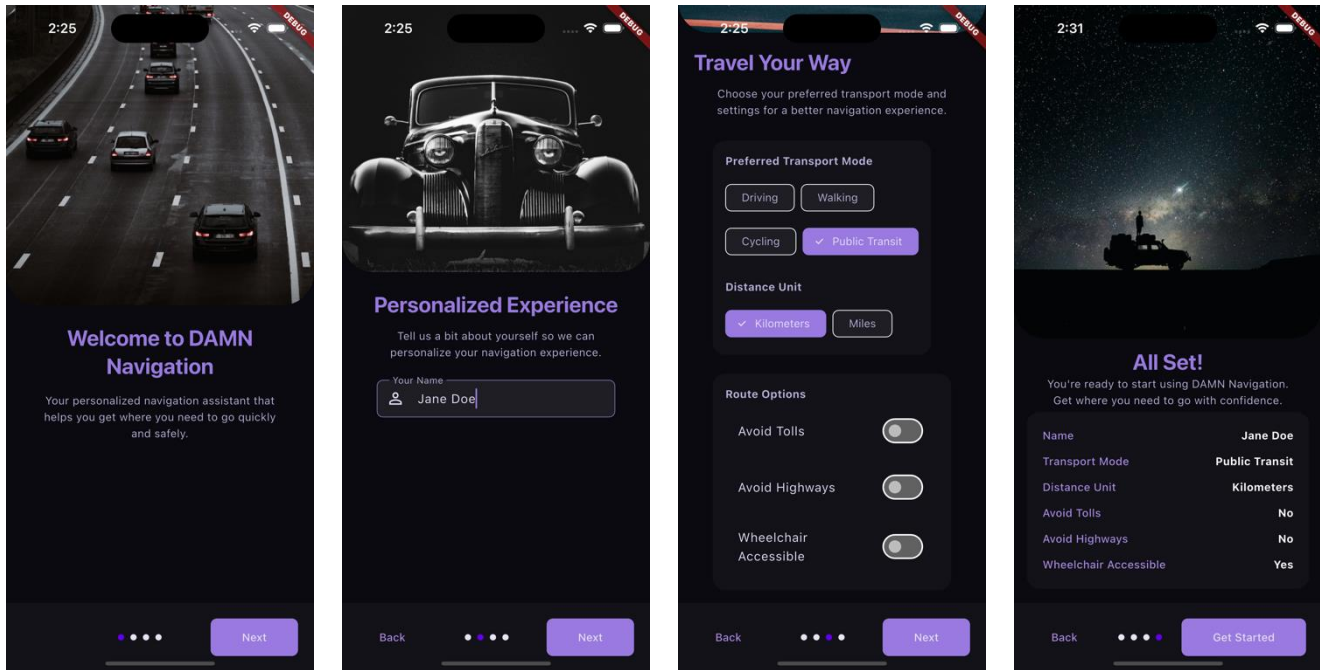 2:25
DEBUG
Welcome to DAMN
Navigation
Your personalized navigation assistant that
helps you get where you need to go quickly
and safely.
Next
2:25
DEBUG
Personalized Experience
Tell us a bit about yourself so we can
personalize your navigation experience.
Your Name
Jane Doe
Back
Next
2:25
DEBUG
Travel Your Way
Choose your preferred transport mode and
settings for a better navigation experience.
Preferred Transport Mode
Driving
Walking
Cycling
Public Transit
Distance Unit
Kilometers
Miles
Route Options
Avoid Tolls
Avoid Highways
Wheelchair
Accessible
Back
Next
2:31
DEBUG
All Set!
You're ready to start using DAMN Navigation.
Get where you need to go with confidence.
Name Jane Doe
Transport Mode Public Transit
Distance Unit Kilometers
Avoid Tolls No
Avoid Highways No
Wheelchair Accessible Yes
Back
Get Started